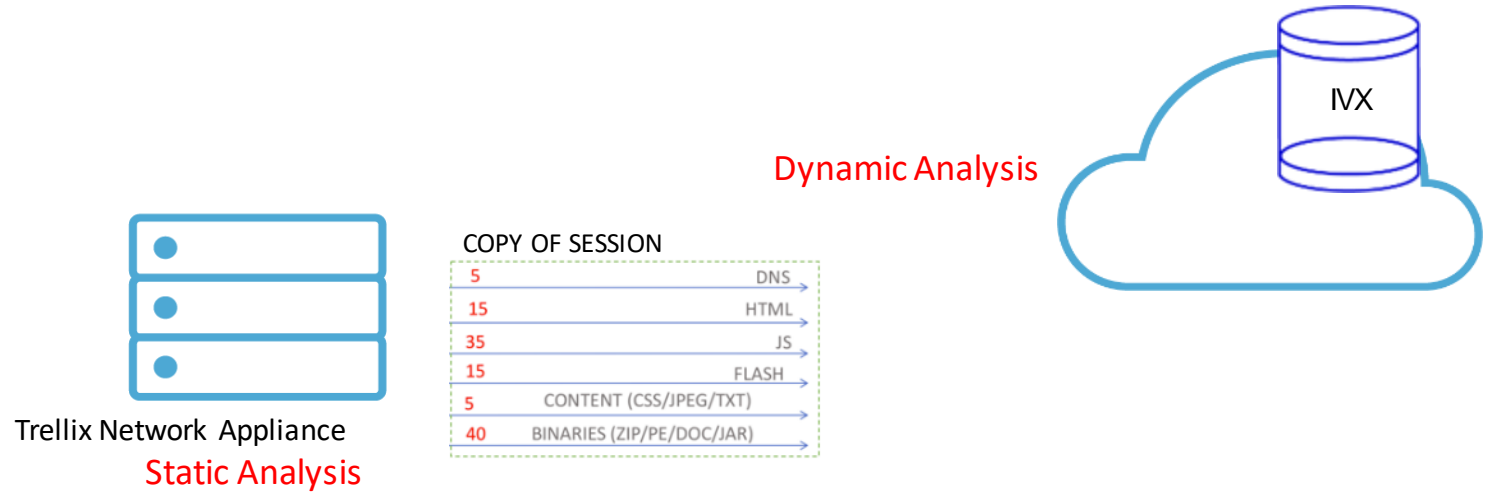 IVX
Dynamic Analysis
COPY OF SESSION
5 DNS
15 HTML
35 JS
15 FLASH
5 CONTENT (CSS/JPEG/TXT)
40 BINARIES (ZIP/PE/DOC/JAR)
Trellix Network Appliance
Static Analysis